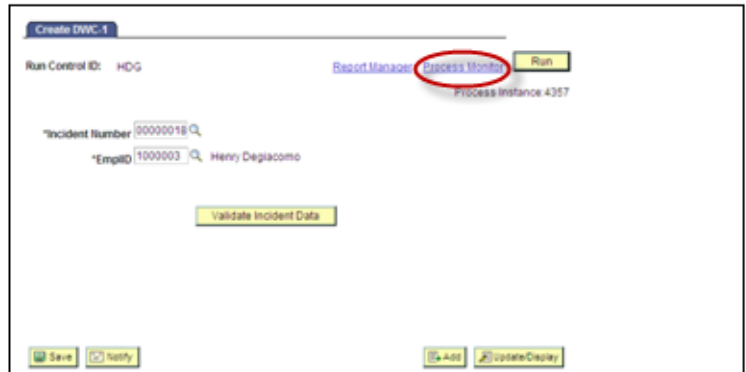 Create DWC-1
Run Control ID: HDG Report Manager Process Monitor Run
Process Instance:4357
*Incident Number 00000018
*EmplID 1000003 Henry Degiacomo
Validate Incident Data
Save Notify Add Update/Display